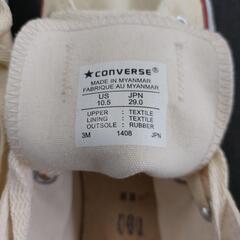 ★CONVERSE®
MADE IN MYANMAR
FABRIQUE AU MYANMAR
US JPN
10.5 29.0
UPPER : TEXTILE
LINING : TEXTILE
OUTSOLE : RUBBER
3M 1408 JPN